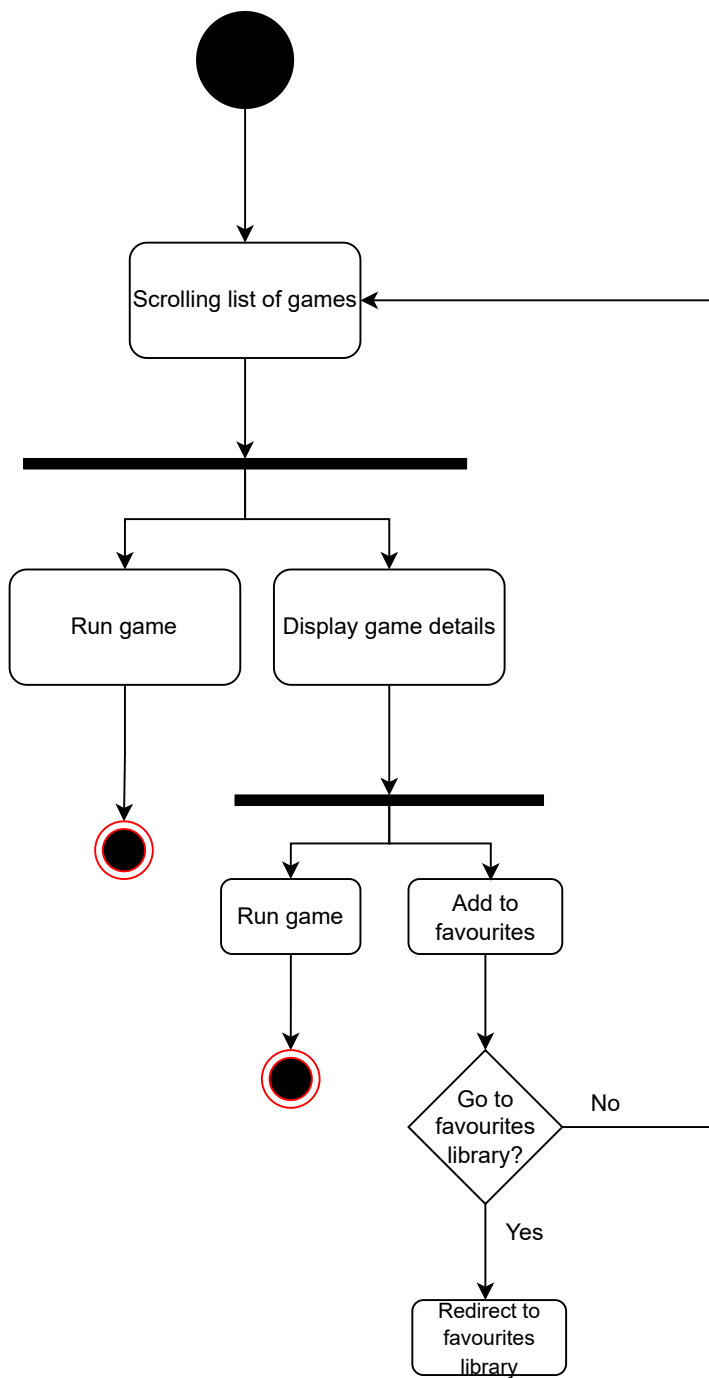 Scrolling list of games
Run game
Display game details
Run game
Add to
favourites
Go to
favourites
library?
No
Yes
Redirect to
favourites
library